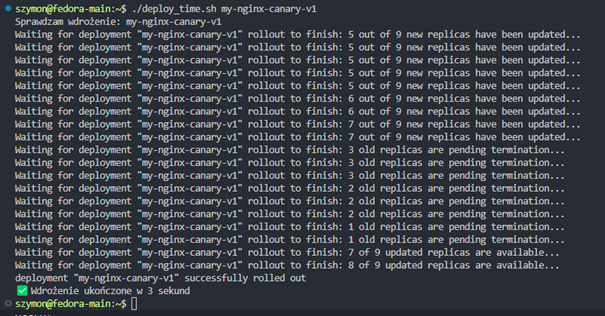 szymon@fedora-main:~$ ./deploy_time.sh my-nginx-canary-v1
Sprawdzam wdrożenie: my-nginx-canary-v1
Waiting for deployment "my-nginx-canary-v1" rollout to finish: 5 out of 9 new replicas have been updated...
Waiting for deployment "my-nginx-canary-v1" rollout to finish: 5 out of 9 new replicas have been updated...
Waiting for deployment "my-nginx-canary-v1" rollout to finish: 5 out of 9 new replicas have been updated...
Waiting for deployment "my-nginx-canary-v1" rollout to finish: 5 out of 9 new replicas have been updated...
Waiting for deployment "my-nginx-canary-v1" rollout to finish: 5 out of 9 new replicas have been updated...
Waiting for deployment "my-nginx-canary-v1" rollout to finish: 6 out of 9 new replicas have been updated...
Waiting for deployment "my-nginx-canary-v1" rollout to finish: 6 out of 9 new replicas have been updated...
Waiting for deployment "my-nginx-canary-v1" rollout to finish: 7 out of 9 new replicas have been updated...
Waiting for deployment "my-nginx-canary-v1" rollout to finish: 7 out of 9 new replicas have been updated...
Waiting for deployment "my-nginx-canary-v1" rollout to finish: 3 old replicas are pending termination...
Waiting for deployment "my-nginx-canary-v1" rollout to finish: 3 old replicas are pending termination...
Waiting for deployment "my-nginx-canary-v1" rollout to finish: 3 old replicas are pending termination...
Waiting for deployment "my-nginx-canary-v1" rollout to finish: 2 old replicas are pending termination...
Waiting for deployment "my-nginx-canary-v1" rollout to finish: 2 old replicas are pending termination...
Waiting for deployment "my-nginx-canary-v1" rollout to finish: 2 old replicas are pending termination...
Waiting for deployment "my-nginx-canary-v1" rollout to finish: 1 old replicas are pending termination...
Waiting for deployment "my-nginx-canary-v1" rollout to finish: 1 old replicas are pending termination...
Waiting for deployment "my-nginx-canary-v1" rollout to finish: 7 of 9 updated replicas are available...
Waiting for deployment "my-nginx-canary-v1" rollout to finish: 8 of 9 updated replicas are available...
deployment "my-nginx-canary-v1" successfully rolled out
✅ Wdrożenie ukończone w 3 sekund
szymon@fedora-main:~$